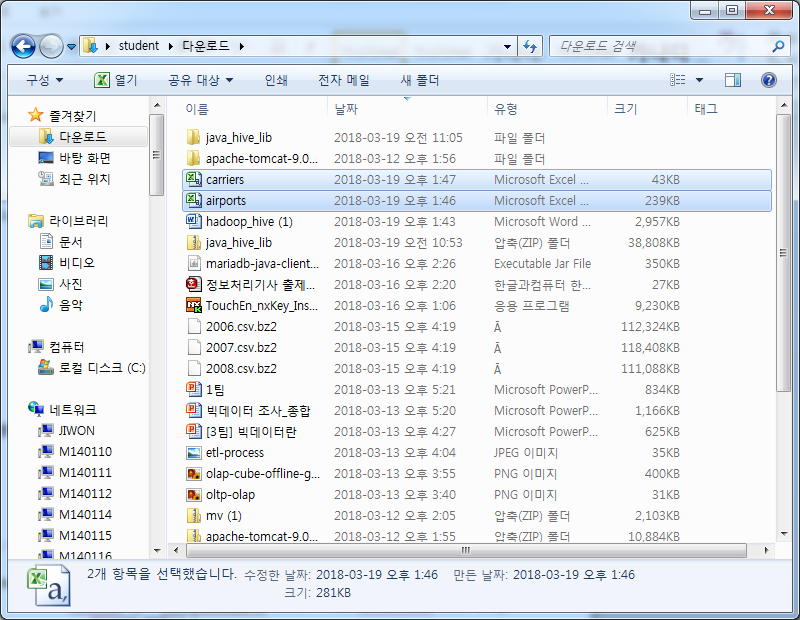 student 다운로드
다운로드 검색
구성 열기 공유 대상 인쇄 전자 메일 새 폴더
즐겨찾기
다운로드
바탕 화면
최근 위치
라이브러리
문서
비디오
사진
음악
컴퓨터
로컬 디스크 (C:)
네트워크
JIWON
M140110
M140111
M140112
M140114
M140115
M140116
이름 날짜 유형 크기 태그
java_hive_lib 2018-03-19 오전 11:05 파일 폴더
apache-tomcat-9.0... 2018-03-12 오후 1:56 파일 폴더
carriers 2018-03-19 오후 1:47 Microsoft Excel ... 43KB
airports 2018-03-19 오후 1:46 Microsoft Excel ... 239KB
hadoop_hive (1) 2018-03-19 오후 1:43 Microsoft Word ... 2,957KB
java_hive_lib 2018-03-19 오전 10:53 압축(ZIP) 폴더 38,808KB
mariadb-java-client... 2018-03-16 오후 2:26 Executable Jar File 350KB
정보처리기사 출제... 2018-03-16 오후 2:20 한글과컴퓨터 한... 27KB
TouchEn_nxKey_Ins... 2018-03-16 오후 1:06 응용 프로그램 9,230KB
2006.csv.bz2 2018-03-15 오후 4:19 Ã 112,324KB
2007.csv.bz2 2018-03-15 오후 4:19 Ã 118,408KB
2008.csv.bz2 2018-03-15 오후 4:19 Ã 111,088KB
1팀 2018-03-13 오후 5:21 Microsoft PowerP... 834KB
빅데이터 조사_종합 2018-03-13 오후 5:20 Microsoft PowerP... 1,166KB
[3팀] 빅데이터란 2018-03-13 오후 4:27 Microsoft PowerP... 625KB
etl-process 2018-03-13 오후 4:04 JPEG 이미지 35KB
olap-cube-offline-g... 2018-03-13 오후 3:55 PNG 이미지 400KB
oltp-olap 2018-03-13 오후 3:40 PNG 이미지 31KB
mv (1) 2018-03-12 오후 2:05 압축(ZIP) 폴더 2,103KB
apache-tomcat-9.0... 2018-03-12 오후 1:55 압축(ZIP) 폴더 10,884KB
2개 항목을 선택했습니다. 수정한 날짜: 2018-03-19 오후 1:46 만든 날짜: 2018-03-19 오후 1:46
크기: 281KB